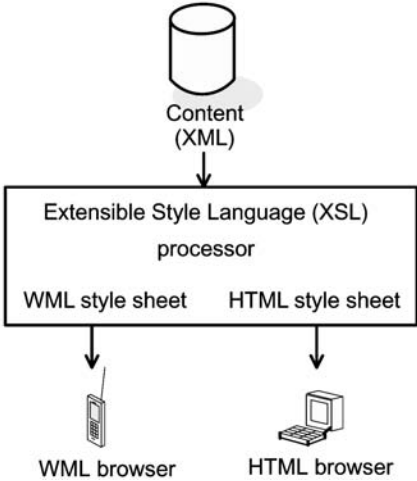 Content
(XML)
Extensible Style Language (XSL)
processor
WML style sheet HTML style sheet
WML browser HTML browser